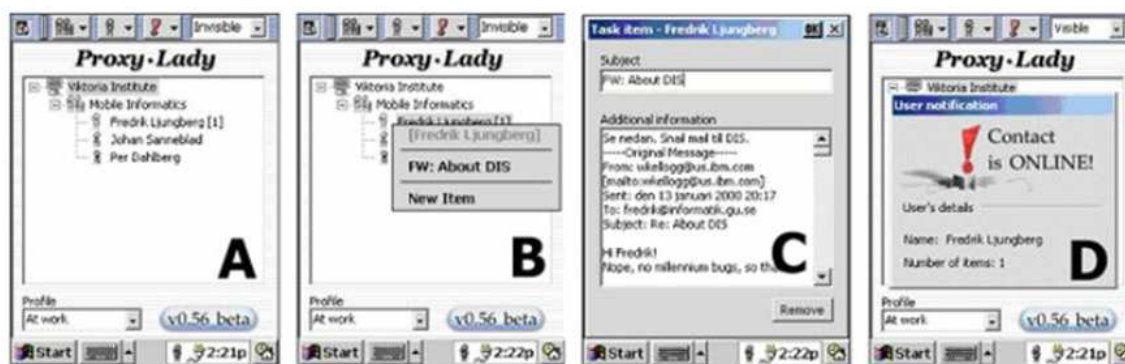 Invisible
Proxy-Lady
Viktoria Institute
Mobile Informatics
Fredrik Ljungberg [1]
Johan Sanneblad
Per Dahlberg
A
Profile
At work
v0.56 beta
Start
2:21p
Invisible
Proxy-Lady
Viktoria Institute
Mobile Informatics
Fredrik Ljungberg [1]
[Fredrik Ljungberg]
FW: About DIS
New Item
B
Profile
At work
v0.56 beta
Start
2:22p
Task item - Fredrik Ljungberg OK
Subject
FW: About DIS
Additional information
Se nedan. Snail mail til DIS.
-----Original Message-----
From: wkellogg@us.ibm.com
[mailto:wkellogg@us.ibm.com]
Sent: den 13 januari 2000 20:17
To: fredrik@informatik.gu.se
Subject: Re: About DIS
Hi Fredrik!
Nope, no millennium bugs, so
C
Remove
Start
2:22p
Visible
Proxy-Lady
Viktoria Institute
User notification
Contact
is ONLINE!
User's details
Name: Fredrik Ljungberg
Number of items: 1
D
Profile
At work
v0.56 beta
Start
2:21p